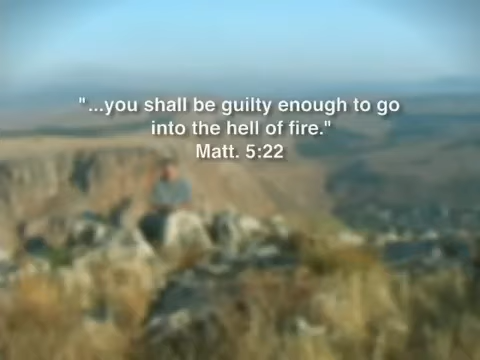 "...you shall be guilty enough to go
into the hell of fire."
Matt. 5:22